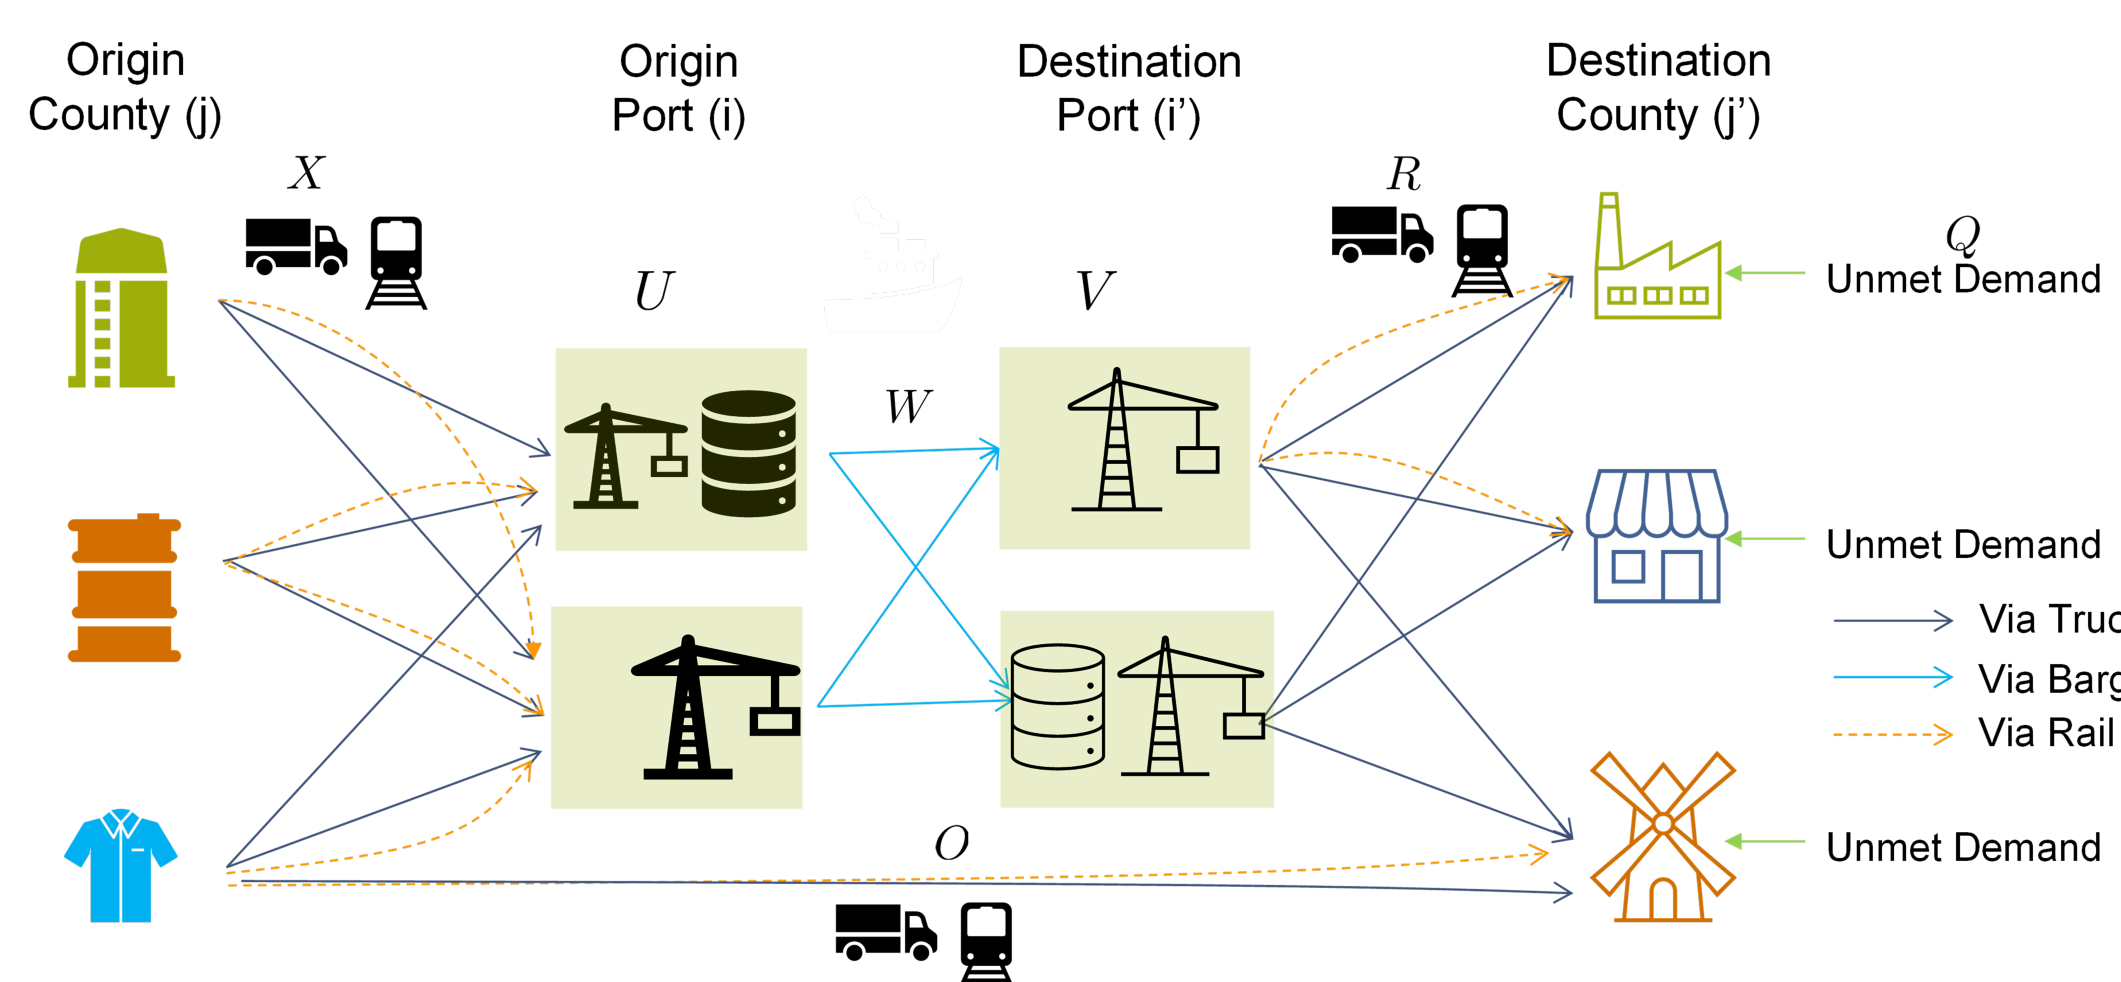 Origin
County (j)
Origin
Port (i)
Destination
Port (i’)
Destination
County (j’)
X
R
U
V
W
Q
Unmet Demand
Unmet Demand
Via Truc
Via Barg
Via Rail
Unmet Demand
O